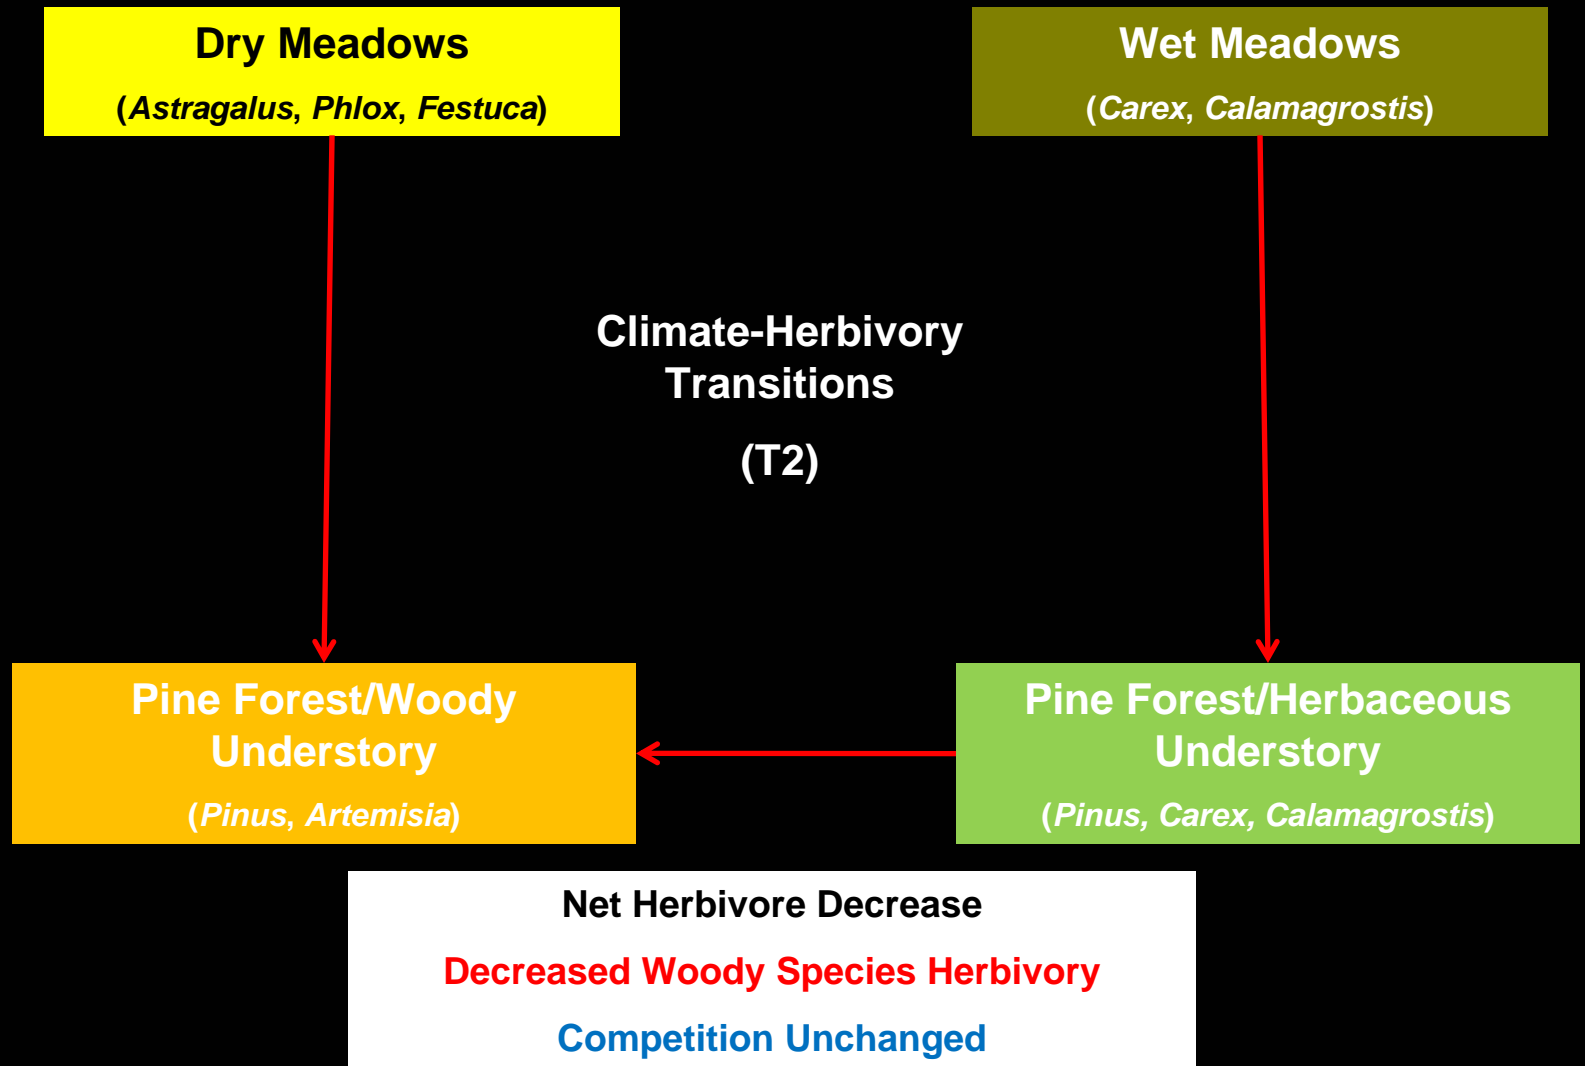 Dry Meadows
(Astragalus, Phlox, Festuca)
Wet Meadows
(Carex, Calamagrostis)
Climate-Herbivory
Transitions
(T2)
Pine Forest/Woody
Understory
(Pinus, Artemisia)
Pine Forest/Herbaceous
Understory
(Pinus, Carex, Calamagrostis)
Net Herbivore Decrease
Decreased Woody Species Herbivory
Competition Unchanged